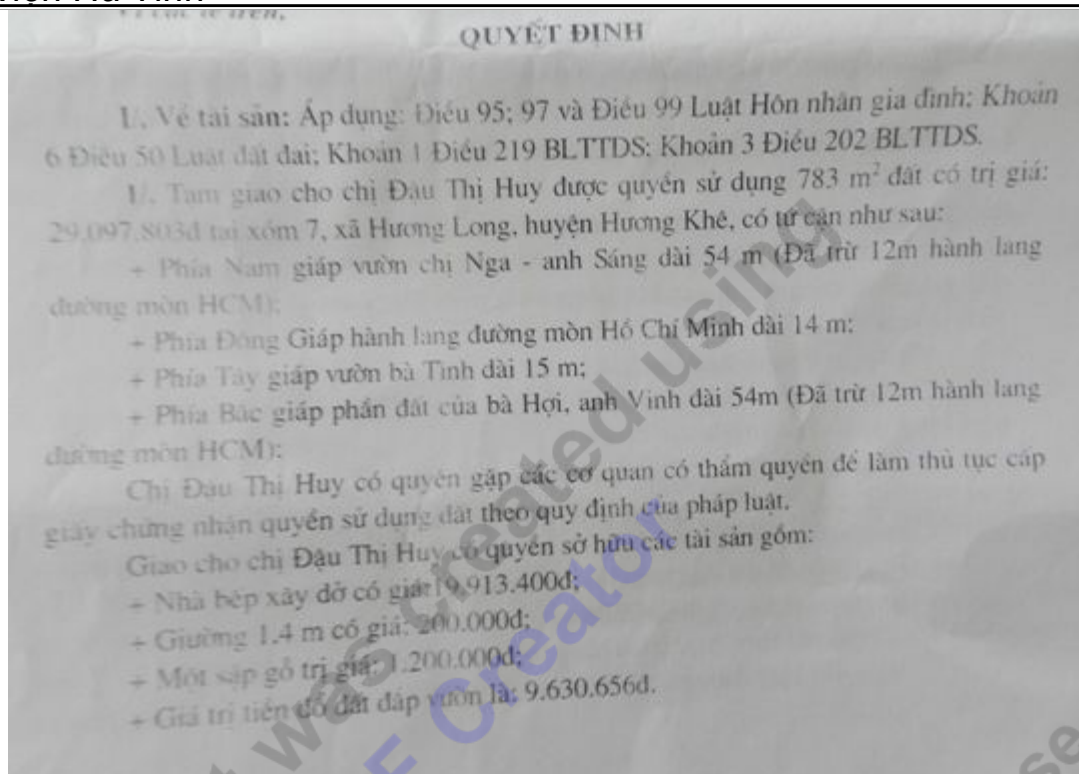 QUYẾT ĐỊNH
1/. Về tài sản: Áp dụng: Điều 95; 97 và Điều 99 Luật Hôn nhân gia đình; Khoản
6 Điều 50 Luật đất đai; Khoản 1 Điều 219 BLTTDS; Khoản 3 Điều 202 BLTTDS.
1/. Tạm giao cho chị Đậu Thị Huy được quyền sử dụng 783 m² đất có trị giá:
29.097.803đ tại xóm 7, xã Hương Long, huyện Hương Khê, có tứ cận như sau:
+ Phía Nam giáp vườn chị Nga - anh Sáng dài 54 m (Đã trừ 12m hành lang
đường mòn HCM);
+ Phía Đông Giáp hành lang đường mòn Hồ Chí Minh dài 14 m;
+ Phía Tây giáp vườn bà Tình dài 15 m;
+ Phía Bắc giáp phần đất của bà Hợi, anh Vinh dài 54m (Đã trừ 12m hành lang
đường mòn HCM);
Chị Đậu Thị Huy có quyền gặp các cơ quan có thẩm quyền để làm thủ tục cấp
giấy chứng nhận quyền sử dụng đất theo quy định của pháp luật.
Giao cho chị Đậu Thị Huy có quyền sở hữu các tài sản gồm:
+ Nhà bếp xây dở có giá: 19.913.400đ;
+ Giường 1.4 m có giá: 200.000đ;
+ Một sập gỗ trị giá: 1.200.000đ;
+ Giá trị tiền đổ đất đắp vườn là: 9.630.656đ.
was created using
Creator